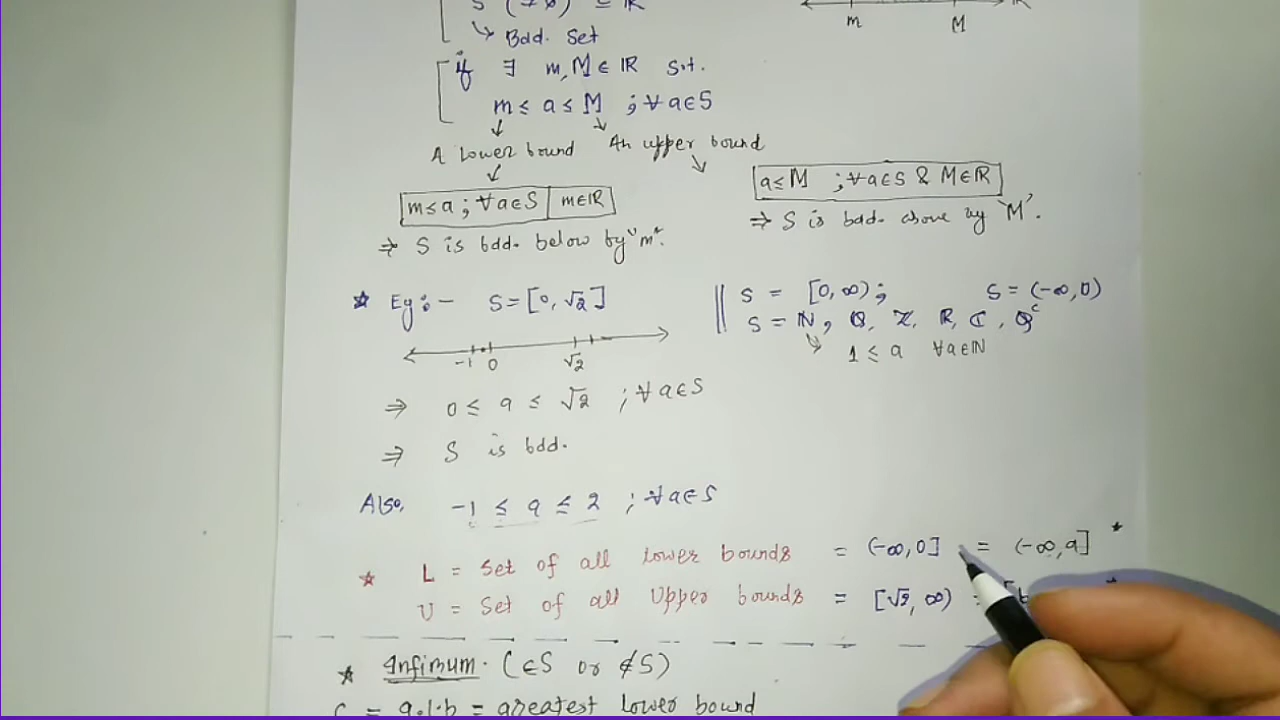 S (≠ φ) ⊆ ℝ
↳ Bdd. Set
m M ℝ
if ∃ m, M ∈ ℝ s.t.
m ≤ a ≤ M ; ∀ a∈S
A lower bound An upper bound
m ≤ a ; ∀ a∈S | m∈ℝ
a ≤ M ; ∀ a∈S & M∈ℝ
⇒ S is bdd. below by "m".
⇒ S is bdd. above by 'M'.
☆ Eg:- S = [0, √2]
S = [0, ∞); S = (-∞, 0)
S = ℕ, ℚ, ℤ, ℝ, ℂ, ℚᶜ
1 ≤ a ∀ a∈ℕ
-1 0 √2
⇒ 0 ≤ a ≤ √2 ; ∀ a∈S
⇒ S is bdd.
Also, -1 ≤ a ≤ 2 ; ∀ a∈S
☆ L = Set of all lower bounds = (-∞, 0] = (-∞, a] *
U = Set of all Upper bounds = [√2, ∞) = [b
☆ Infimum. (∈S or ∉S)
= g.l.b = greatest lower bound